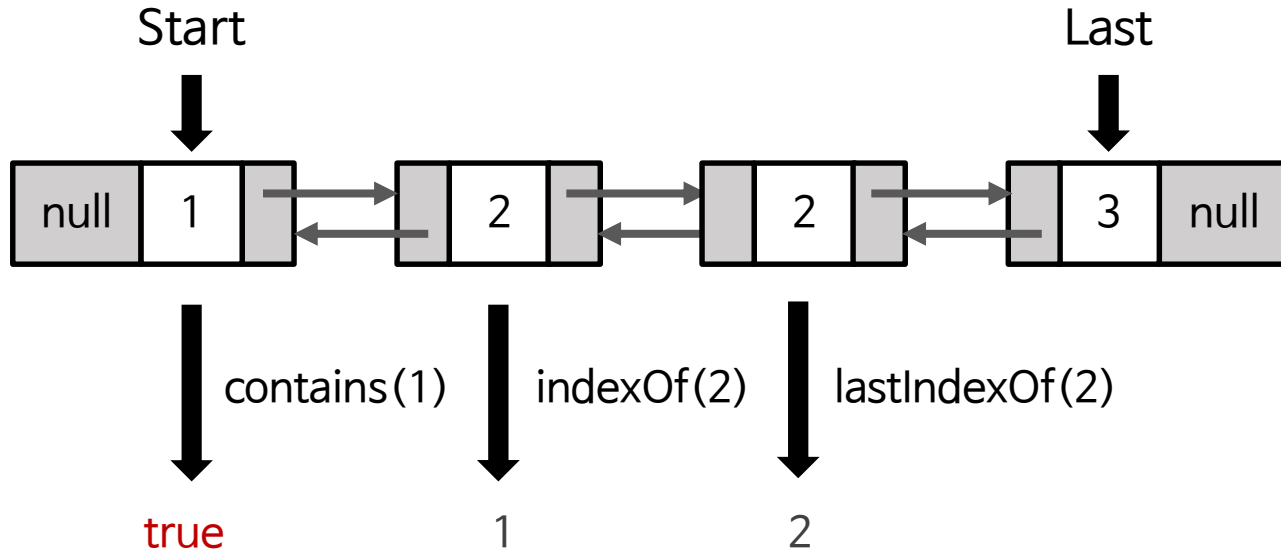 Start Last
null 1 2 2 3 null
contains(1) indexOf(2) lastIndexOf(2)
true 1 2